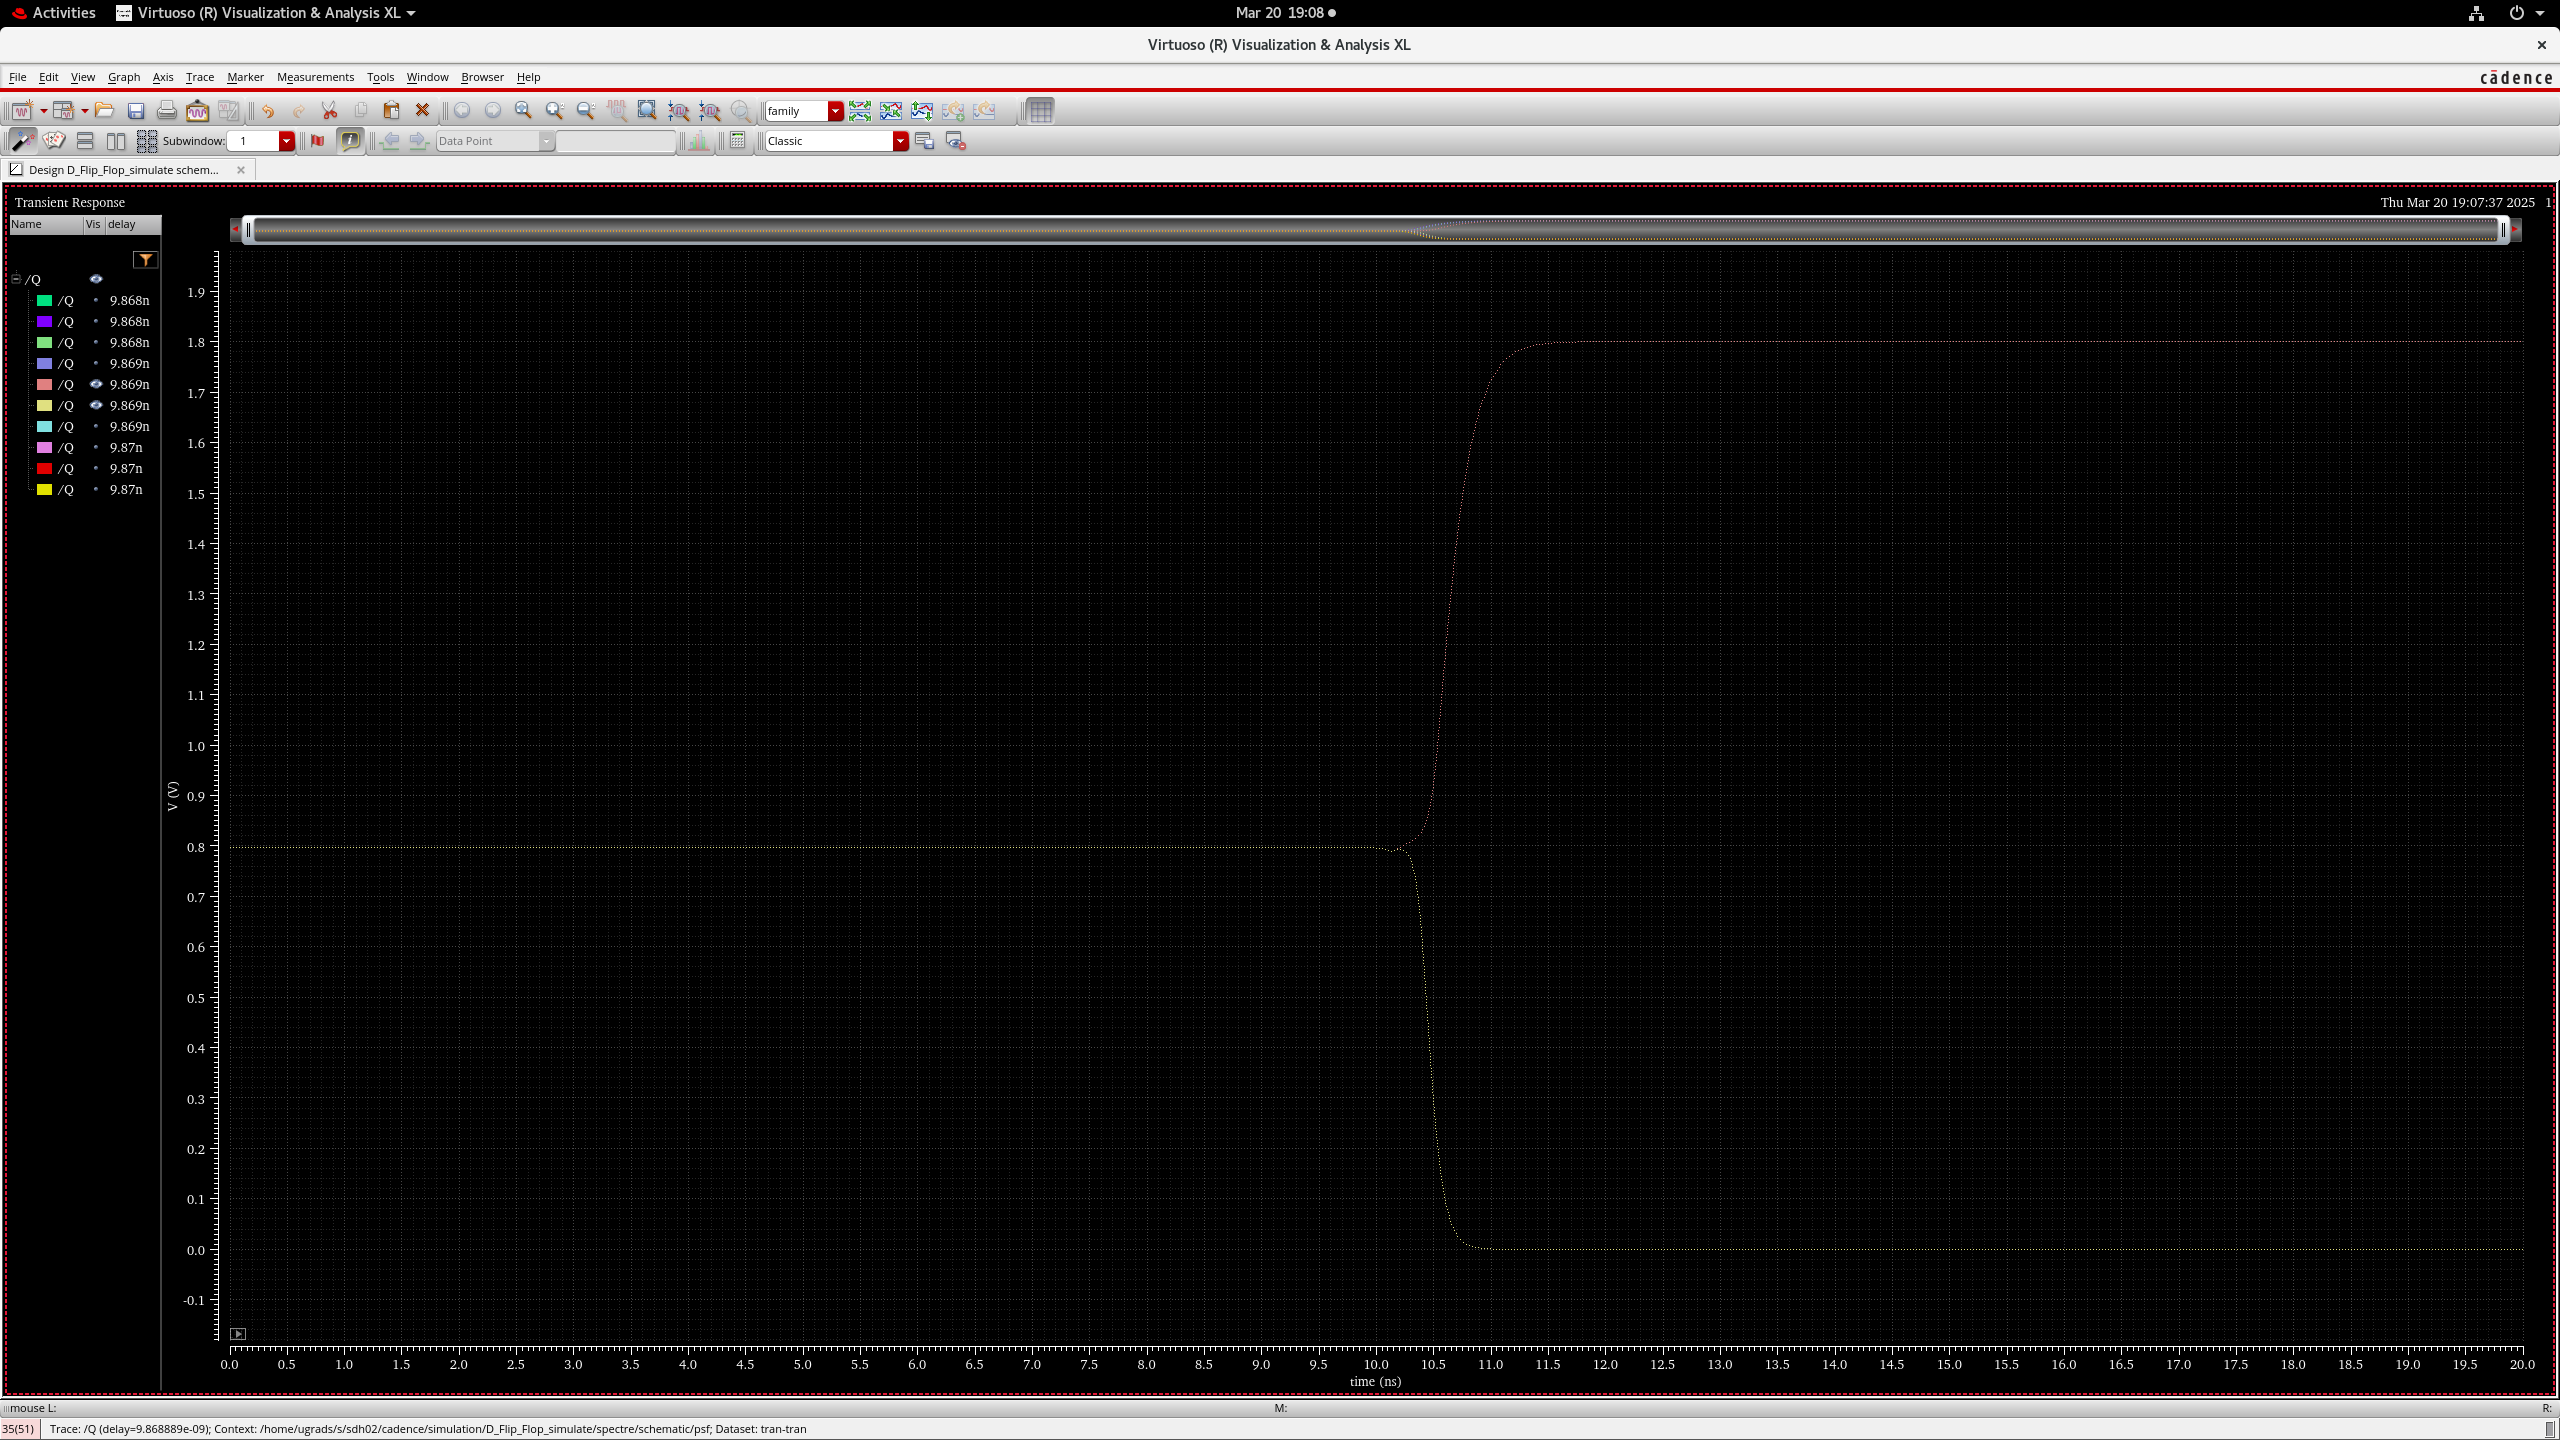 Activities Virtuoso (R) Visualization & Analysis XL Mar 20 19:08
Virtuoso (R) Visualization & Analysis XL
File Edit View Graph Axis Trace Marker Measurements Tools Window Browser Help cādence
family
Subwindow: 1 Data Point Classic
Design D_Flip_Flop_simulate schem...
Transient Response Thu Mar 20 19:07:37 2025 1
Name Vis delay
/Q
/Q 9.868n
/Q 9.868n
/Q 9.868n
/Q 9.869n
/Q 9.869n
/Q 9.869n
/Q 9.869n
/Q 9.87n
/Q 9.87n
/Q 9.87n
V (V)
1.9
1.8
1.7
1.6
1.5
1.4
1.3
1.2
1.1
1.0
0.9
0.8
0.7
0.6
0.5
0.4
0.3
0.2
0.1
0.0
-0.1
0.0 0.5 1.0 1.5 2.0 2.5 3.0 3.5 4.0 4.5 5.0 5.5 6.0 6.5 7.0 7.5 8.0 8.5 9.0 9.5 10.0 10.5 11.0 11.5 12.0 12.5 13.0 13.5 14.0 14.5 15.0 15.5 16.0 16.5 17.0 17.5 18.0 18.5 19.0 19.5 20.0
time (ns)
mouse L: M: R:
35(51) Trace: /Q (delay=9.868889e-09); Context: /home/ugrads/s/sdh02/cadence/simulation/D_Flip_Flop_simulate/spectre/schematic/psf; Dataset: tran-tran